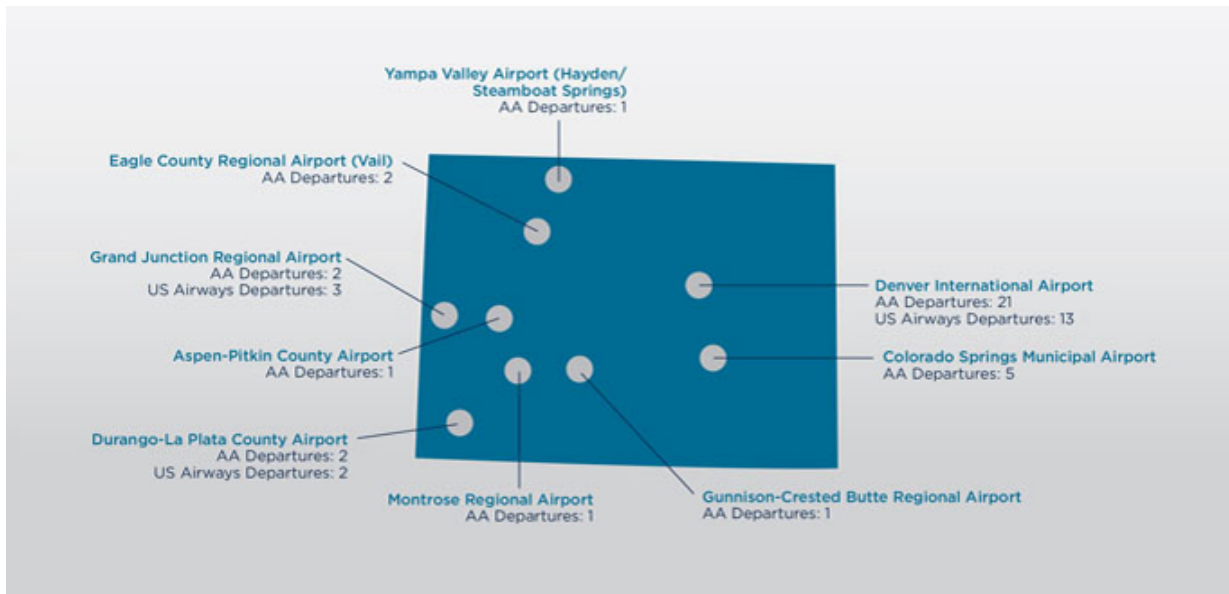 Yampa Valley Airport (Hayden/
Steamboat Springs)
AA Departures: 1
Eagle County Regional Airport (Vail)
AA Departures: 2
Grand Junction Regional Airport
AA Departures: 2
US Airways Departures: 3
Aspen-Pitkin County Airport
AA Departures: 1
Durango-La Plata County Airport
AA Departures: 2
US Airways Departures: 2
Montrose Regional Airport
AA Departures: 1
Gunnison-Crested Butte Regional Airport
AA Departures: 1
Denver International Airport
AA Departures: 21
US Airways Departures: 13
Colorado Springs Municipal Airport
AA Departures: 5